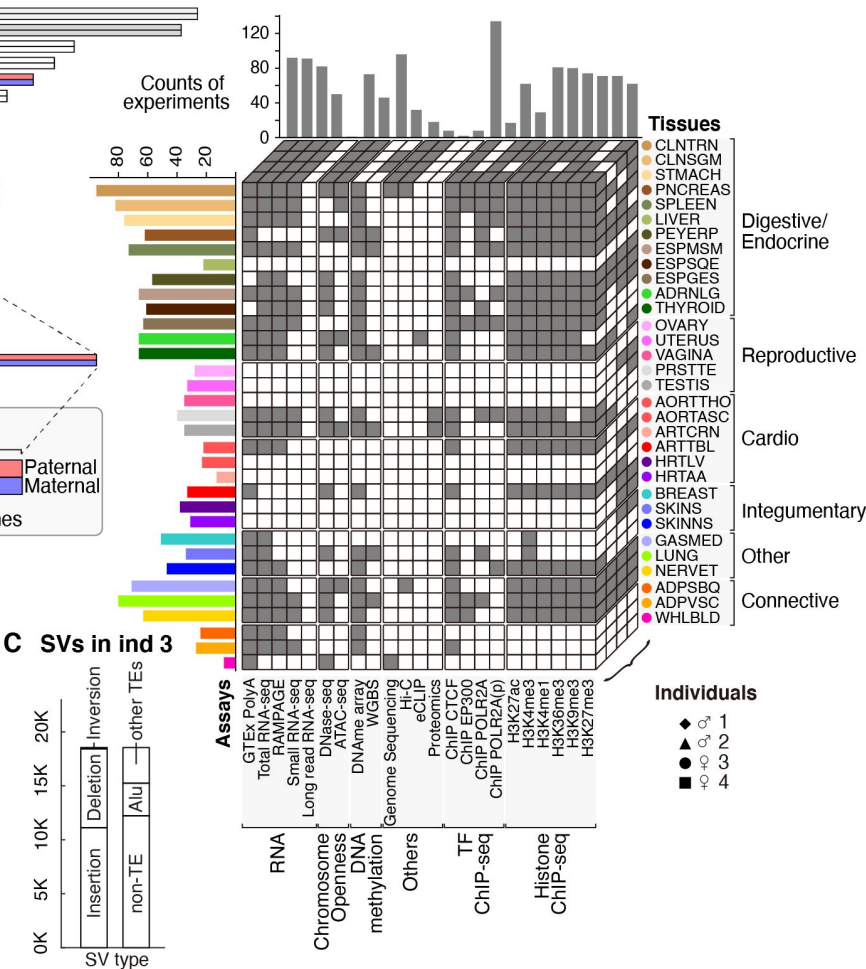 120
80
40
0
Counts of
experiments
80
60
40
20
Tissues
CLNTRN
CLNSGM
STMACH
PNCREAS
SPLEEN
LIVER
PEYERP
ESPMSM
ESPSQE
ESPGES
ADRNLG
THYROID
Digestive/
Endocrine
OVARY
UTERUS
VAGINA
PRSTTE
TESTIS
Reproductive
AORTTHO
AORTASC
ARTCRN
ARTTBL
HRTLV
HRTAA
Cardio
BREAST
SKINS
SKINNS
Integumentary
GASMED
LUNG
NERVET
Other
ADPSBQ
ADPVSC
WHLBLD
Connective
Paternal
Maternal
nes
C SVs in ind 3
20K
15K
10K
5K
0K
Insertion
Deletion
Inversion
non-TE
Alu
other TEs
SV type
Assays
GTEx PolyA
Total RNA-seq
RAMPAGE
Small RNA-seq
Long read RNA-seq
DNase-seq
ATAC-seq
DNAme array
WGBS
Genome Sequencing
Hi-C
eCLIP
Proteomics
ChIP CTCF
ChIP EP300
ChIP POLR2A
ChIP POLR2A(p)
H3K27ac
H3K4me3
H3K4me1
H3K36me3
H3K9me3
H3K27me3
RNA
Chromosome
Openness
DNA
methylation
Others
TF
ChIP-seq
Histone
ChIP-seq
Individuals
♂ 1
♂ 2
♀ 3
♀ 4